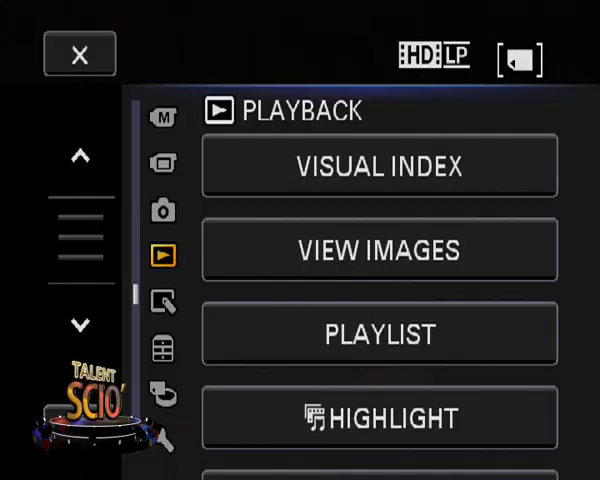 HD LP
M
PLAYBACK
VISUAL INDEX
VIEW IMAGES
PLAYLIST
HIGHLIGHT
TALENT
SCIO'